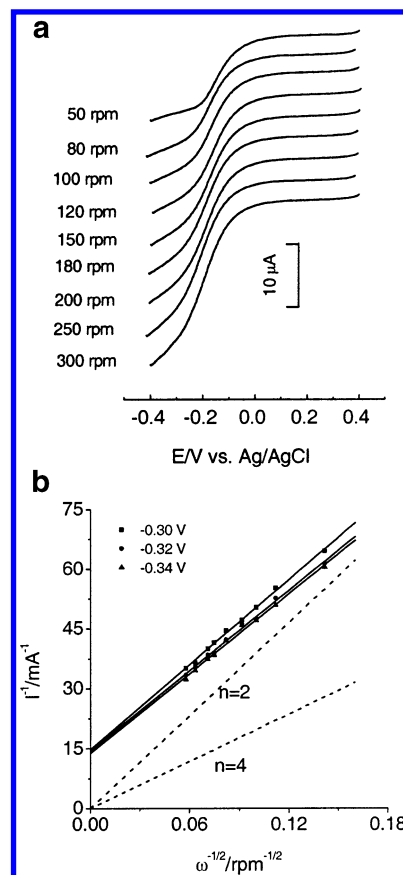 a
50 rpm
80 rpm
100 rpm
120 rpm
150 rpm
180 rpm
200 rpm
250 rpm
300 rpm
10 μA
-0.4 -0.2 0.0 0.2 0.4
E/V vs. Ag/AgCl
b
75
60
45
30
15
0
I⁻¹/mA⁻¹
-0.30 V
-0.32 V
-0.34 V
n=2
n=4
0.00 0.06 0.12 0.18
ω⁻¹/²/rpm⁻¹/²